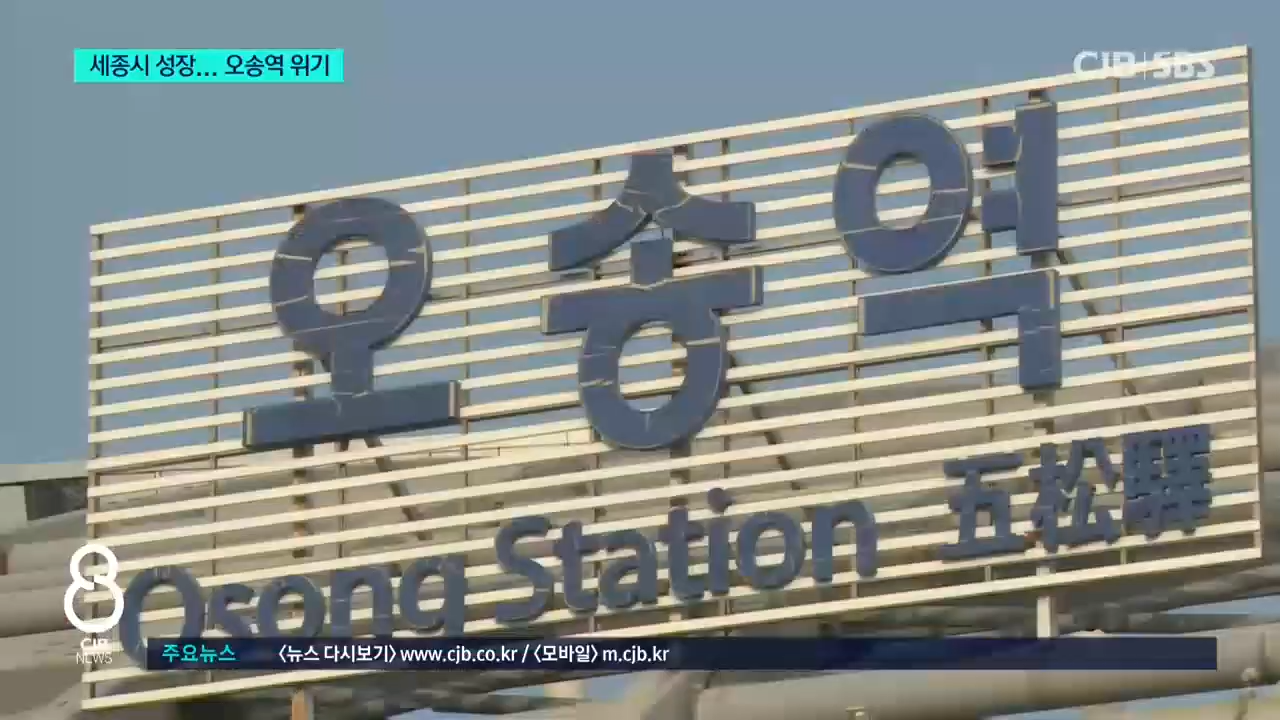 세종시 성장... 오송역 위기
CJB SBS
오송역
Osong Station 五松驛
8
CJB
NEWS
주요뉴스 〈뉴스 다시보기〉 www.cjb.co.kr / 〈모바일〉 m.cjb.kr